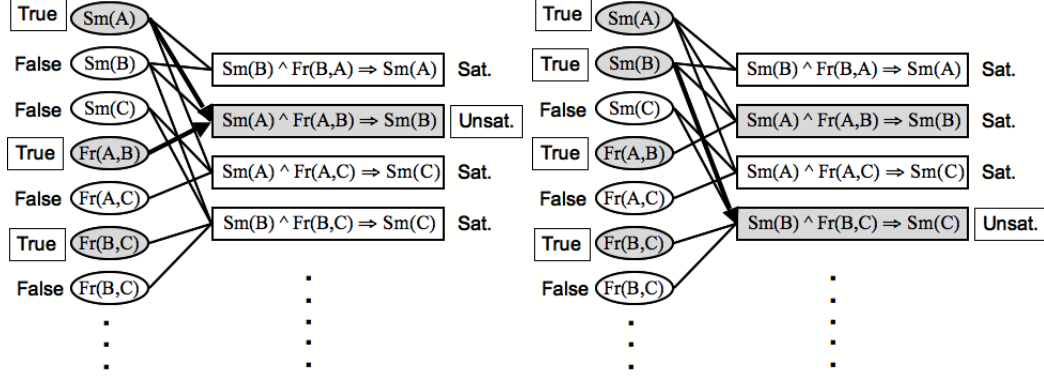 True Sm(A)
False Sm(B) Sm(B) ^ Fr(B,A) ⇒ Sm(A) Sat.
False Sm(C) Sm(A) ^ Fr(A,B) ⇒ Sm(B) Unsat.
True Fr(A,B)
False Fr(A,C) Sm(A) ^ Fr(A,C) ⇒ Sm(C) Sat.
True Fr(B,C) Sm(B) ^ Fr(B,C) ⇒ Sm(C) Sat.
False Fr(B,C)
True Sm(A)
True Sm(B) Sm(B) ^ Fr(B,A) ⇒ Sm(A) Sat.
False Sm(C) Sm(A) ^ Fr(A,B) ⇒ Sm(B) Sat.
True Fr(A,B)
False Fr(A,C) Sm(A) ^ Fr(A,C) ⇒ Sm(C) Sat.
True Fr(B,C) Sm(B) ^ Fr(B,C) ⇒ Sm(C) Unsat.
False Fr(B,C)